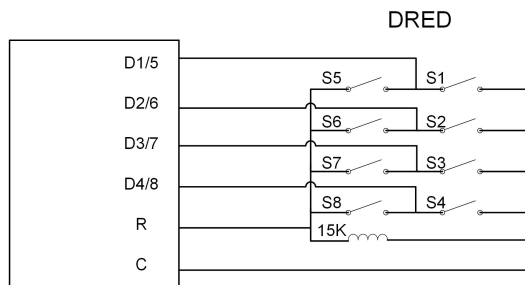 DRED
D1/5
S5 S1
D2/6
S6 S2
D3/7
S7 S3
D4/8
S8 S4
R
15K
C